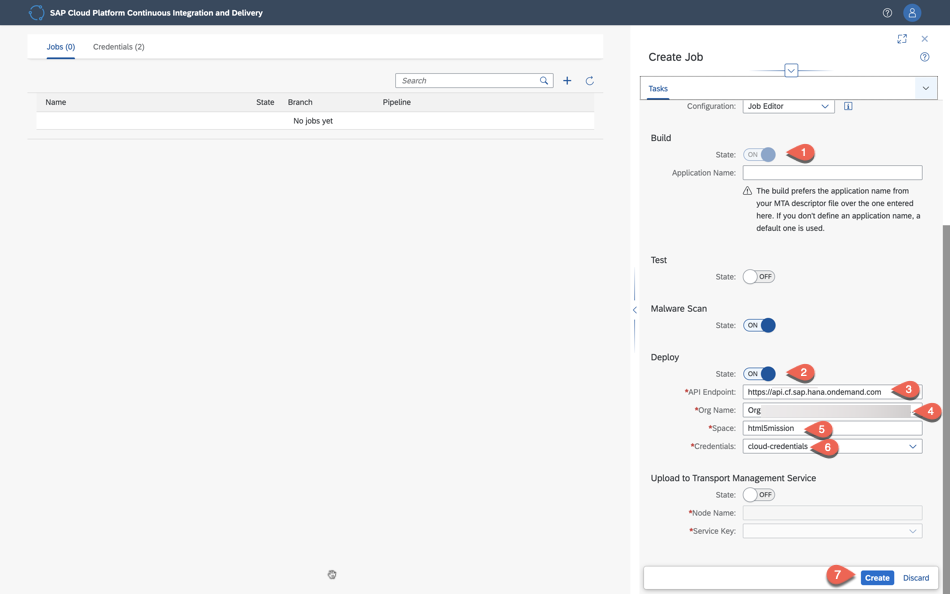 SAP Cloud Platform Continuous Integration and Delivery
Jobs (0) Credentials (2)
Search
Name State Branch Pipeline
No jobs yet
Create Job
Tasks
Configuration: Job Editor
Build
State: ON 1
Application Name:
The build prefers the application name from
your MTA descriptor file over the one entered
here. If you don't define an application name, a
default one is used.
Test
State: OFF
Malware Scan
State: ON
Deploy
State: ON 2
*API Endpoint: https://api.cf.sap.hana.ondemand.com 3
*Org Name: Org 4
*Space: html5mission 5
*Credentials: cloud-credentials 6
Upload to Transport Management Service
State: OFF
*Node Name:
*Service Key:
7 Create Discard